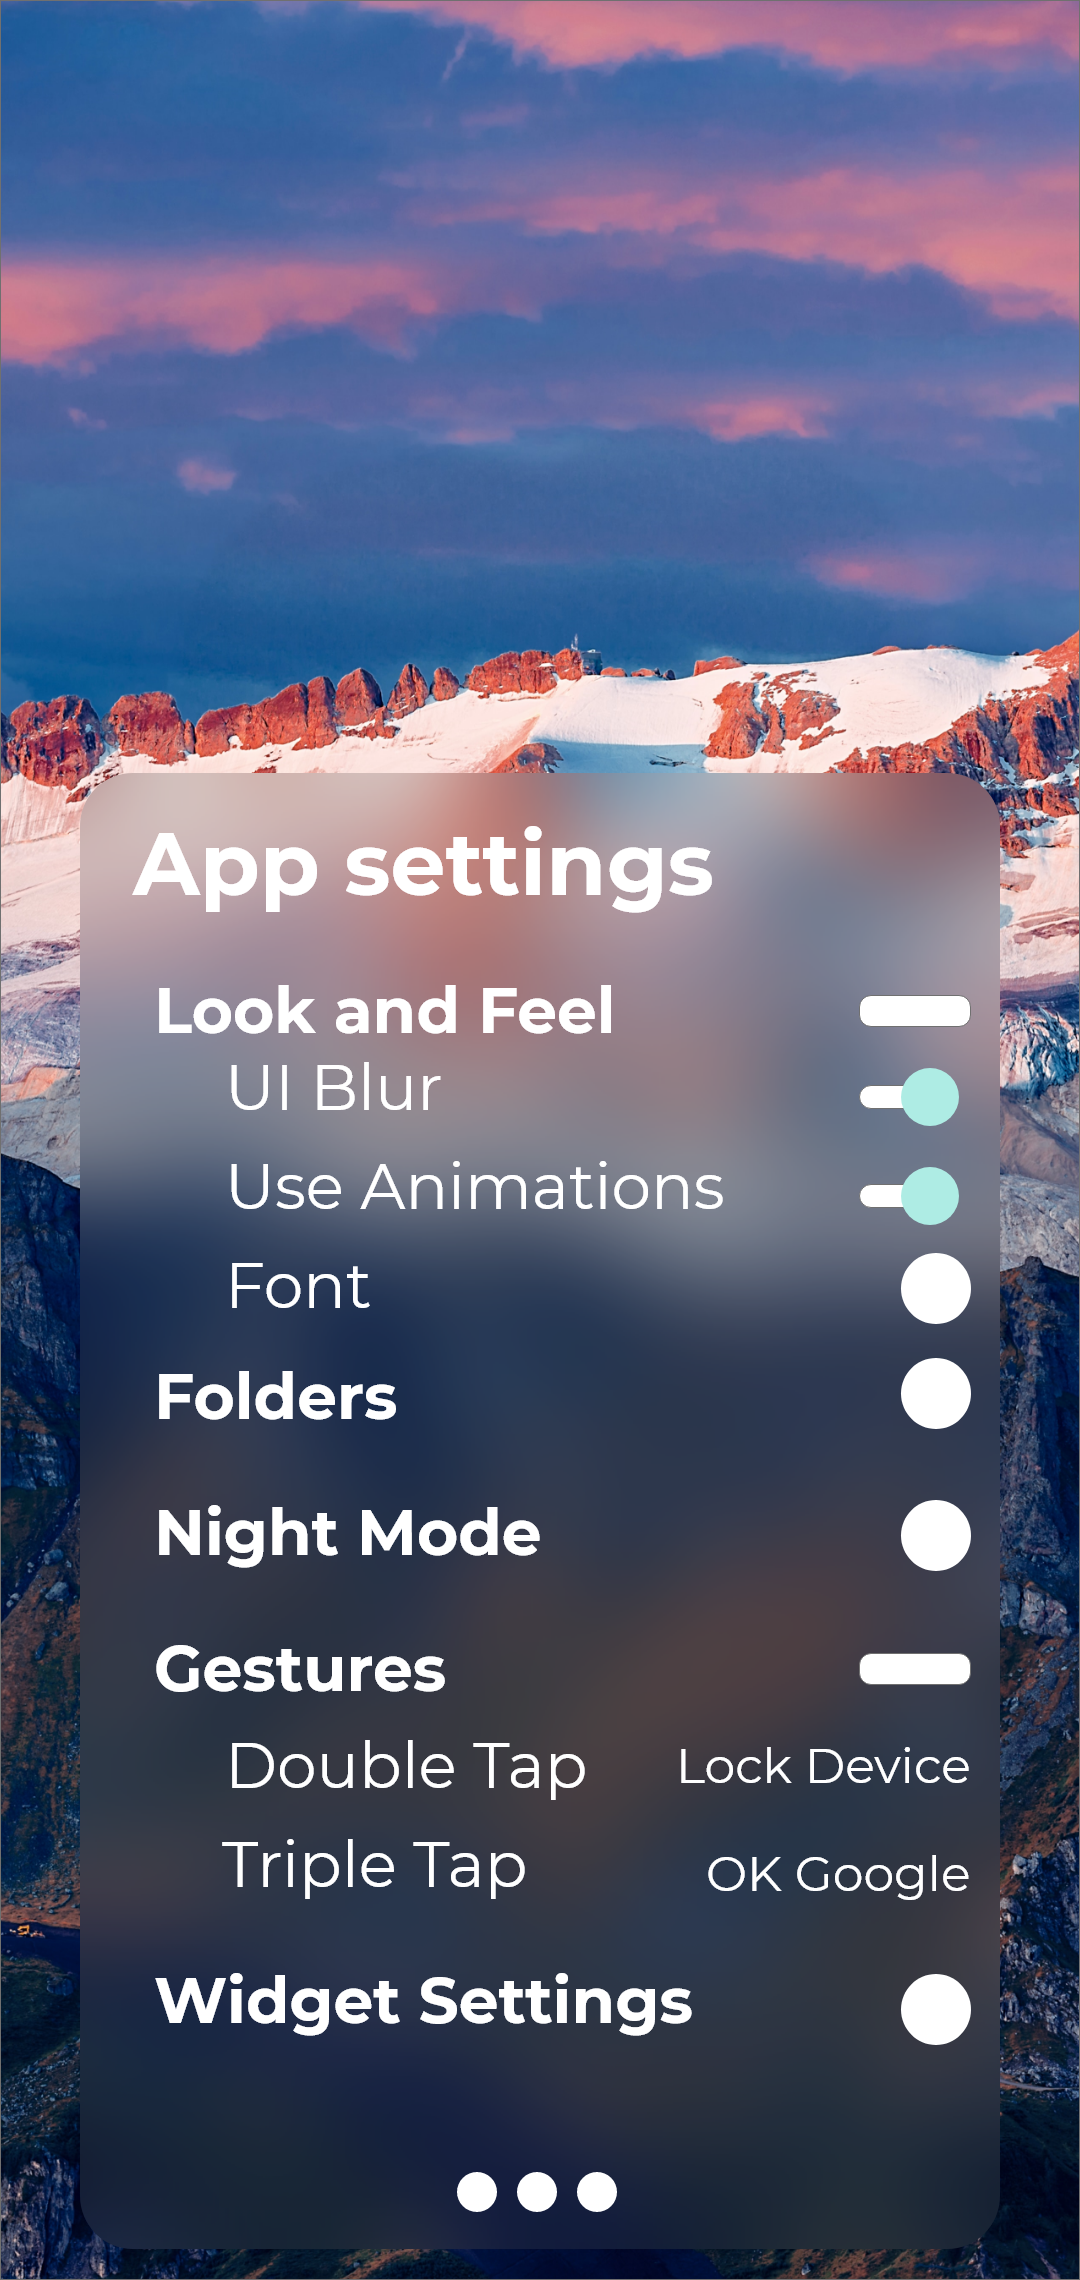 App settings
Look and Feel
UI Blur
Use Animations
Font
Folders
Night Mode
Gestures
Double Tap Lock Device
Triple Tap OK Google
Widget Settings